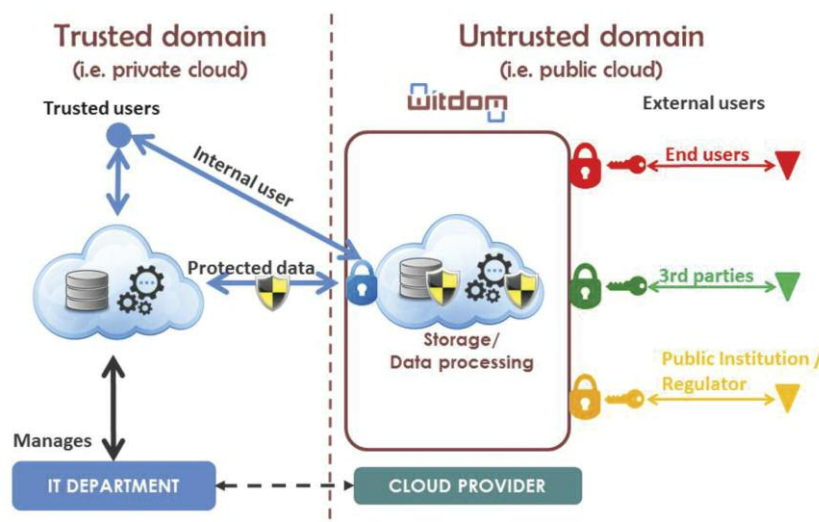 Trusted domain
(i.e. private cloud)
Untrusted domain
(i.e. public cloud)
Trusted users
witdom
External users
Internal user
End users
Protected data
3rd parties
Storage/
Data processing
Public Institution /
Regulator
Manages
IT DEPARTMENT
CLOUD PROVIDER